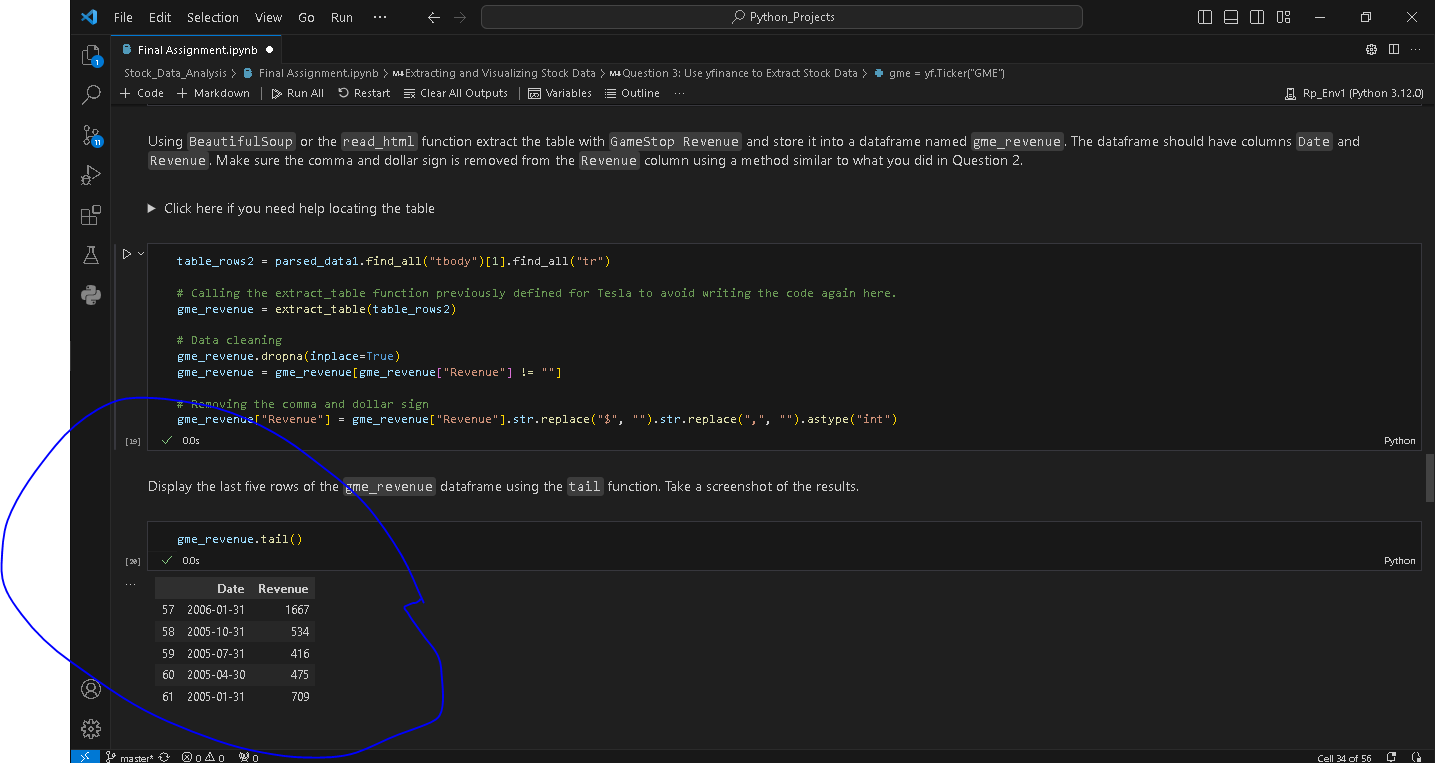 File Edit Selection View Go Run ··· Python_Projects
Final Assignment.ipynb
Stock_Data_Analysis > Final Assignment.ipynb > M↓Extracting and Visualizing Stock Data > M↓Question 3: Use yfinance to Extract Stock Data > gme = yf.Ticker("GME")
+ Code + Markdown Run All Restart Clear All Outputs Variables Outline ··· Rp_Env1 (Python 3.12.0)
1
11
Using BeautifulSoup or the read_html function extract the table with GameStop Revenue and store it into a dataframe named gme_revenue. The dataframe should have columns Date and
Revenue. Make sure the comma and dollar sign is removed from the Revenue column using a method similar to what you did in Question 2.
Click here if you need help locating the table
table_rows2 = parsed_data1.find_all("tbody")[1].find_all("tr")
# Calling the extract_table function previously defined for Tesla to avoid writing the code again here.
gme_revenue = extract_table(table_rows2)
# Data cleaning
gme_revenue.dropna(inplace=True)
gme_revenue = gme_revenue[gme_revenue["Revenue"] != ""]
# Removing the comma and dollar sign
gme_revenue["Revenue"] = gme_revenue["Revenue"].str.replace("$", "").str.replace(",", "").astype("int")
[19] 0.0s Python
Display the last five rows of the gme_revenue dataframe using the tail function. Take a screenshot of the results.
gme_revenue.tail()
[20] 0.0s Python
···
Date Revenue
57 2006-01-31 1667
58 2005-10-31 534
59 2005-07-31 416
60 2005-04-30 475
61 2005-01-31 709
master* 0 0 0 Cell 34 of 56